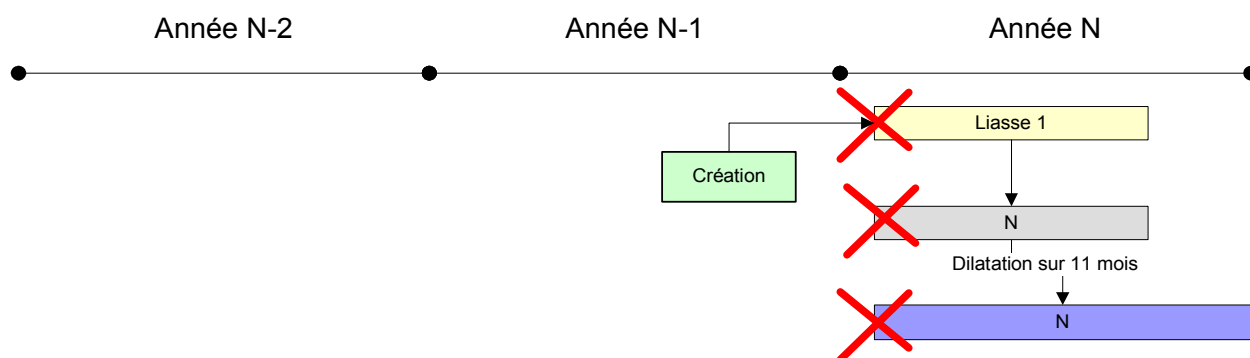 Année N-2
Année N-1
Année N
Liasse 1
Création
N
Dilatation sur 11 mois
N